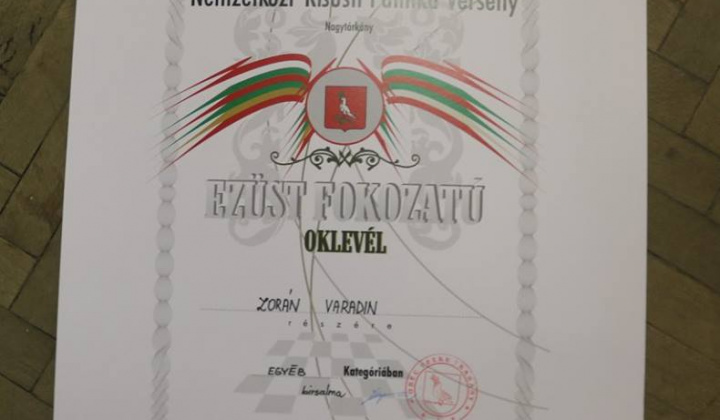 Nemzetközi Kisüsti Pálinka Verseny
Nagytárkány
EZÜST FOKOZATÚ
OKLEVÉL
ZORÁN VARADIN
részére
EGYÉB Kategóriában
birsalma